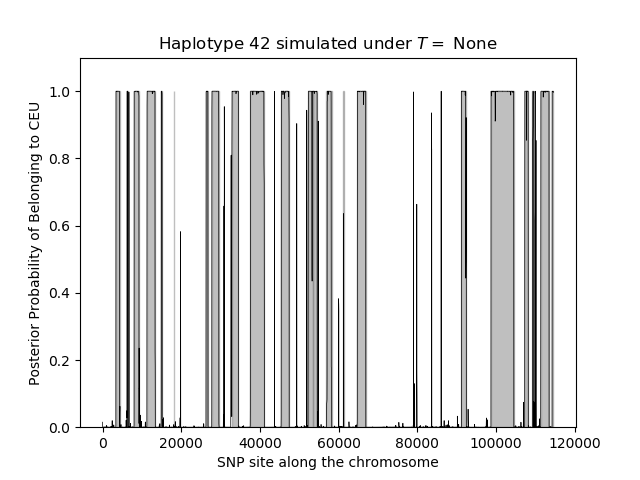 Haplotype 42 simulated under T = None
Posterior Probability of Belonging to CEU
1.0
0.8
0.6
0.4
0.2
0.0
0 20000 40000 60000 80000 100000 120000
SNP site along the chromosome